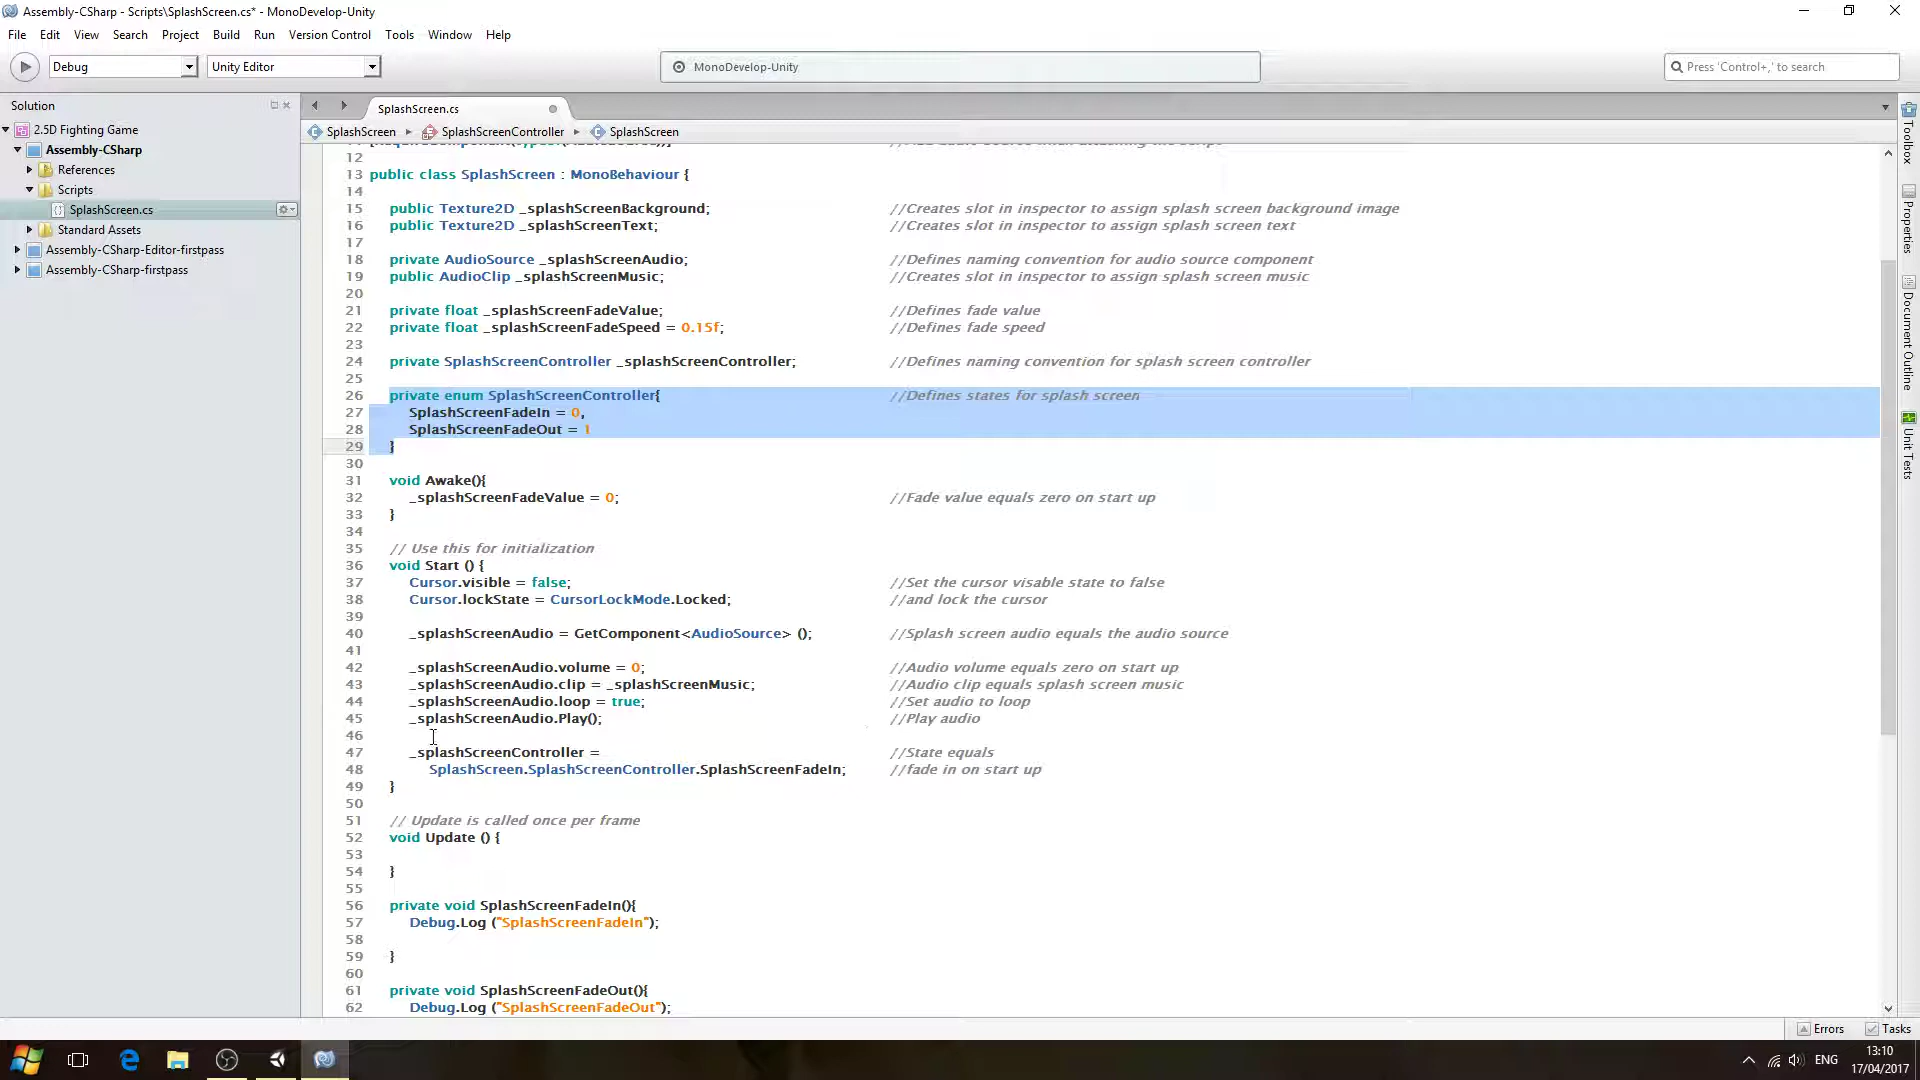 Assembly-CSharp - Scripts\SplashScreen.cs* - MonoDevelop-Unity
File Edit View Search Project Build Run Version Control Tools Window Help
Debug Unity Editor MonoDevelop-Unity Press 'Control+,' to search
Solution
SplashScreen.cs
SplashScreen SplashScreenController SplashScreen
2.5D Fighting Game
Assembly-CSharp
References
Scripts
SplashScreen.cs
Standard Assets
Assembly-CSharp-Editor-firstpass
Assembly-CSharp-firstpass
12
13 public class SplashScreen : MonoBehaviour {
14
15 public Texture2D _splashScreenBackground; //Creates slot in inspector to assign splash screen background image
16 public Texture2D _splashScreenText; //Creates slot in inspector to assign splash screen text
17
18 private AudioSource _splashScreenAudio; //Defines naming convention for audio source component
19 public AudioClip _splashScreenMusic; //Creates slot in inspector to assign splash screen music
20
21 private float _splashScreenFadeValue; //Defines fade value
22 private float _splashScreenFadeSpeed = 0.15f; //Defines fade speed
23
24 private SplashScreenController _splashScreenController; //Defines naming convention for splash screen controller
25
26 private enum SplashScreenController{ //Defines states for splash screen
27 SplashScreenFadeIn = 0,
28 SplashScreenFadeOut = 1
29 }
30
31 void Awake(){
32 _splashScreenFadeValue = 0; //Fade value equals zero on start up
33 }
34
35 // Use this for initialization
36 void Start () {
37 Cursor.visible = false; //Set the cursor visable state to false
38 Cursor.lockState = CursorLockMode.Locked; //and lock the cursor
39
40 _splashScreenAudio = GetComponent<AudioSource> (); //Splash screen audio equals the audio source
41
42 _splashScreenAudio.volume = 0; //Audio volume equals zero on start up
43 _splashScreenAudio.clip = _splashScreenMusic; //Audio clip equals splash screen music
44 _splashScreenAudio.loop = true; //Set audio to loop
45 _splashScreenAudio.Play(); //Play audio
46
47 _splashScreenController = //State equals
48 SplashScreen.SplashScreenController.SplashScreenFadeIn; //fade in on start up
49 }
50
51 // Update is called once per frame
52 void Update () {
53
54 }
55
56 private void SplashScreenFadeIn(){
57 Debug.Log ("SplashScreenFadeIn");
58
59 }
60
61 private void SplashScreenFadeOut(){
62 Debug.Log ("SplashScreenFadeOut");
Toolbox
Properties
Document Outline
Unit Tests
Errors Tasks
ENG
13:10
17/04/2017